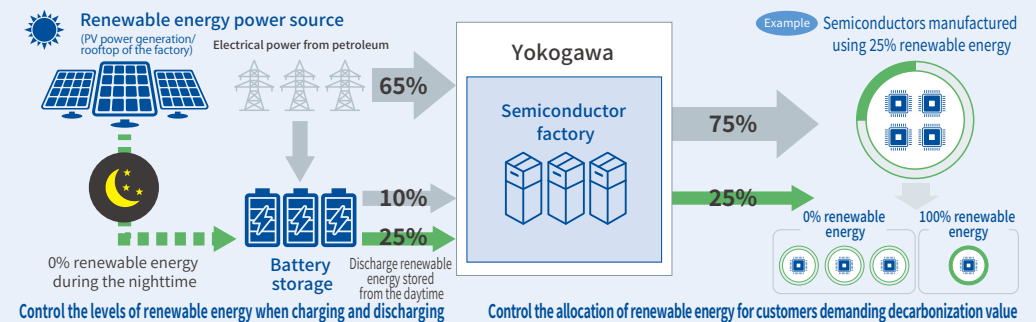 Renewable energy power source
(PV power generation/
rooftop of the factory)
Electrical power from petroleum
65%
10%
25%
0% renewable energy
during the nighttime
Battery
storage
Discharge renewable
energy stored
from the daytime
Control the levels of renewable energy when charging and discharging
Yokogawa
Semiconductor
factory
75%
25%
Example
Semiconductors manufactured
using 25% renewable energy
0% renewable
energy
100% renewable
energy
Control the allocation of renewable energy for customers demanding decarbonization value